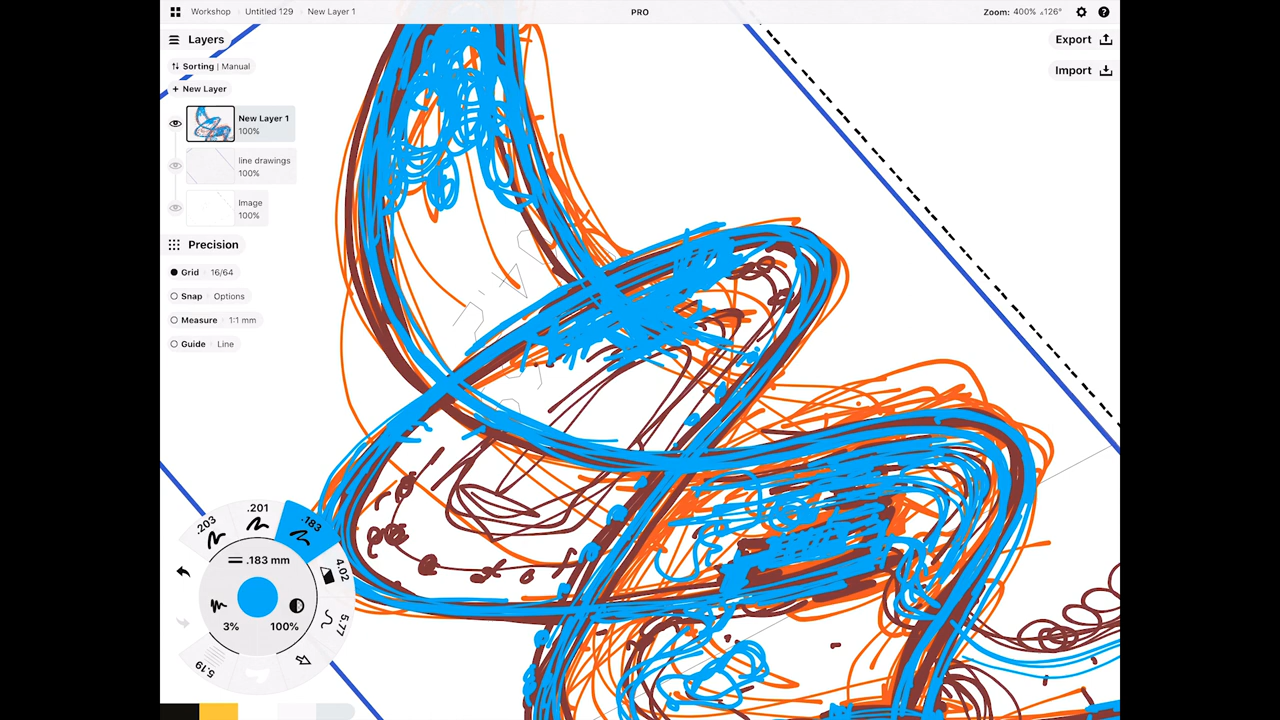 Workshop Untitled 129 New Layer 1 PRO Zoom: 400% ⊿126°
Layers
Export
Sorting | Manual
Import
+ New Layer
New Layer 1
100%
line drawings
100%
Image
100%
Precision
Grid 16/64
Snap Options
Measure 1:1 mm
Guide Line
.203
.201
.183
4.02
5.77
5.19
.183 mm
3% 100%